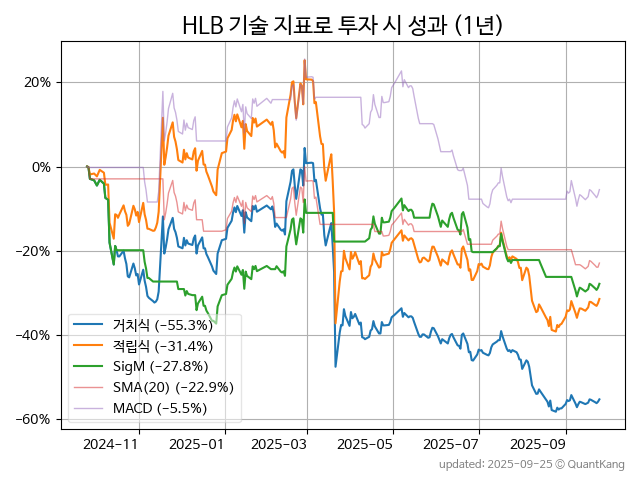 HLB 기술 지표로 투자 시 성과 (1년)
20%
0%
−20%
−40%
−60%
거치식 (−55.3%)
적립식 (−31.4%)
SigM (−27.8%)
SMA(20) (−22.9%)
MACD (−5.5%)
2024-11
2025-01
2025-03
2025-05
2025-07
2025-09
updated: 2025-09-25 © QuantKang